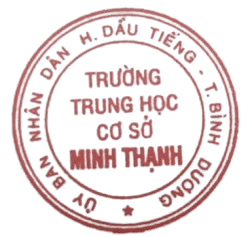 ỦY BAN NHÂN DÂN H. DẦU TIẾNG - T. BÌNH DƯƠNG
TRƯỜNG
TRUNG HỌC
CƠ SỞ
MINH THẠNH